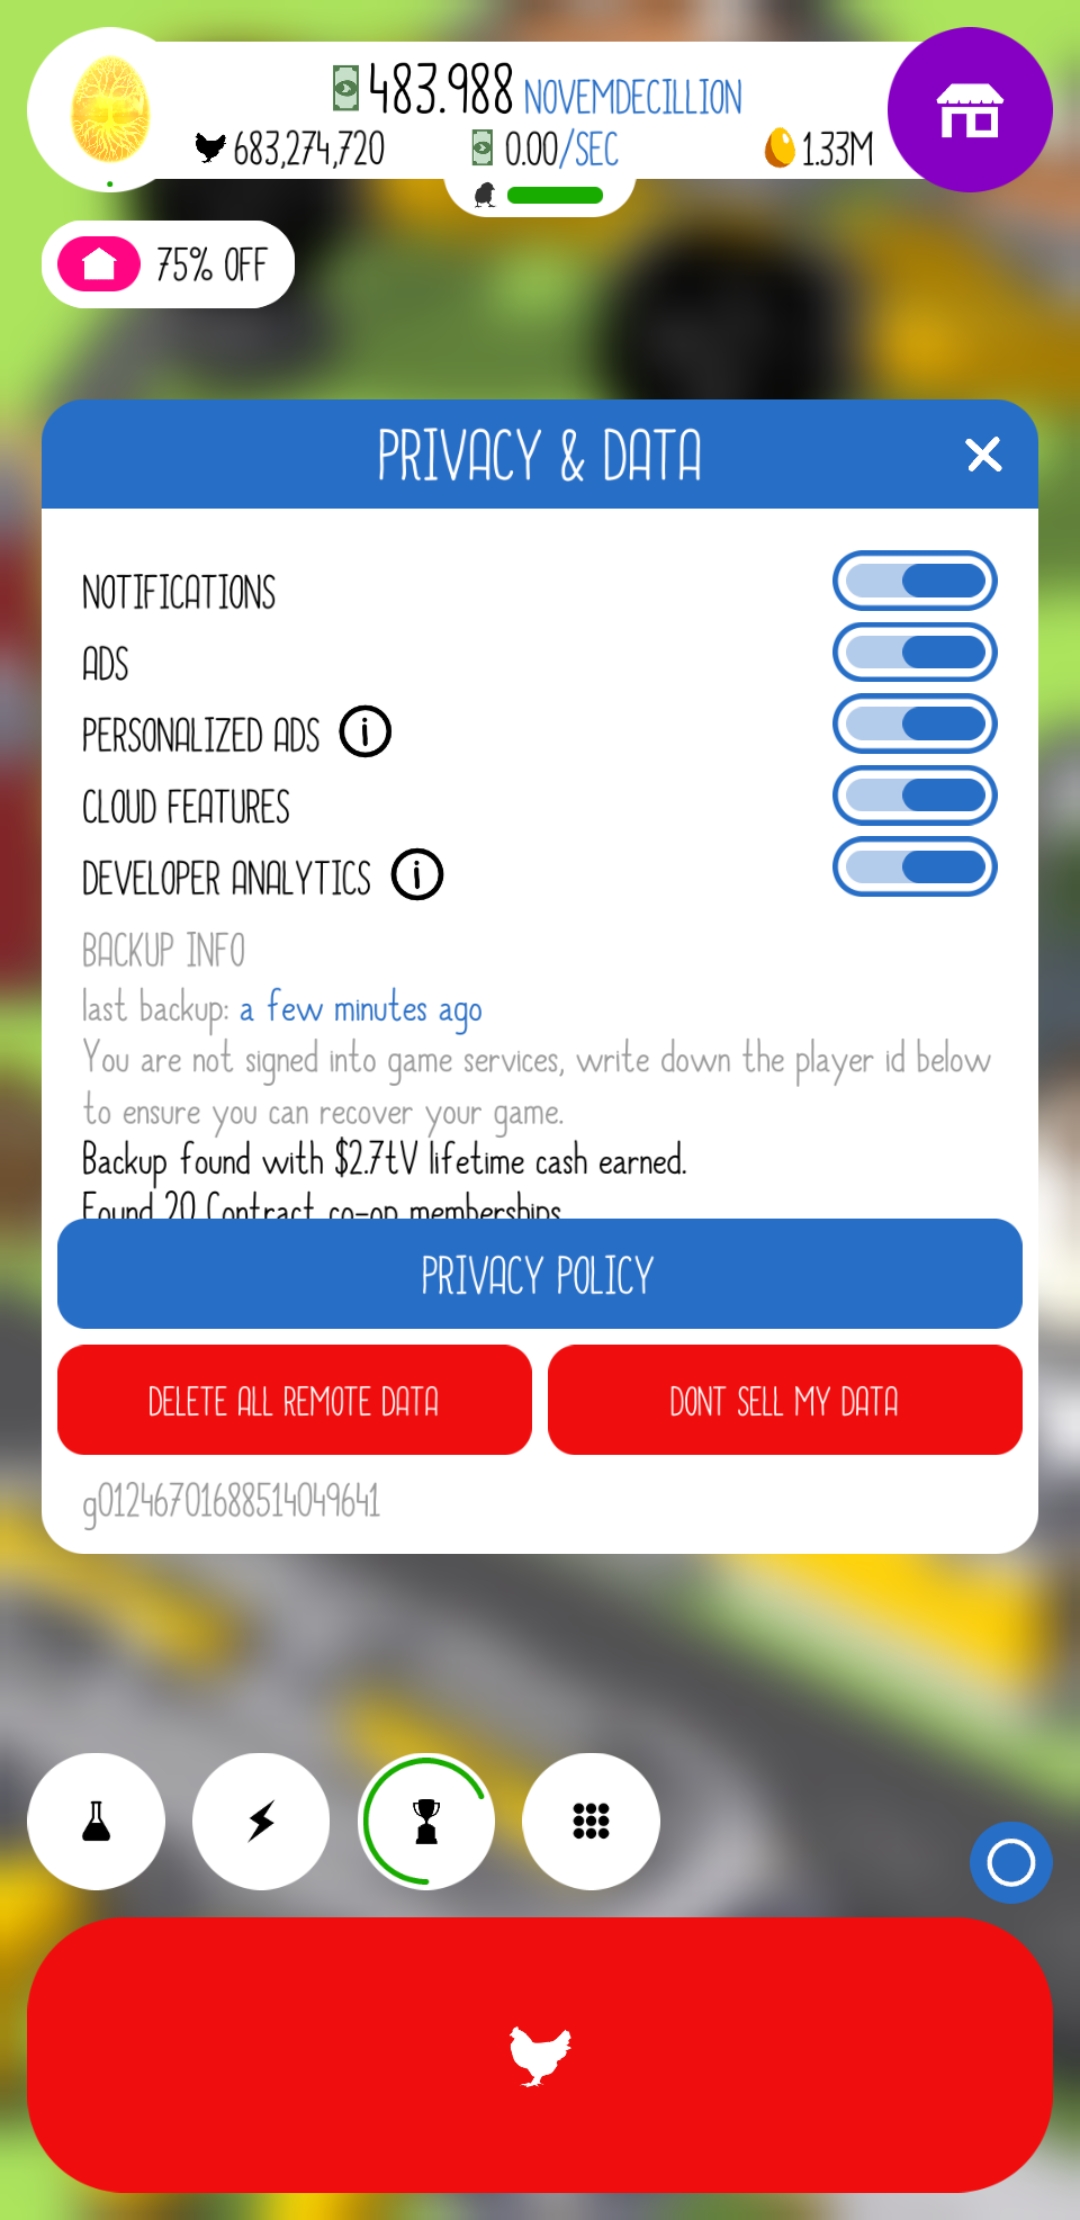 483.988 NOVEMDECILLION
683,274,720 0.00/SEC 1.33M
75% OFF
PRIVACY & DATA
NOTIFICATIONS
ADS
PERSONALIZED ADS
CLOUD FEATURES
DEVELOPER ANALYTICS
BACKUP INFO
last backup: a few minutes ago
You are not signed into game services, write down the player id below
to ensure you can recover your game.
Backup found with $2.7tV lifetime cash earned.
Found 20 Contract co-op memberships
PRIVACY POLICY
DELETE ALL REMOTE DATA
DONT SELL MY DATA
g01246701688514049641